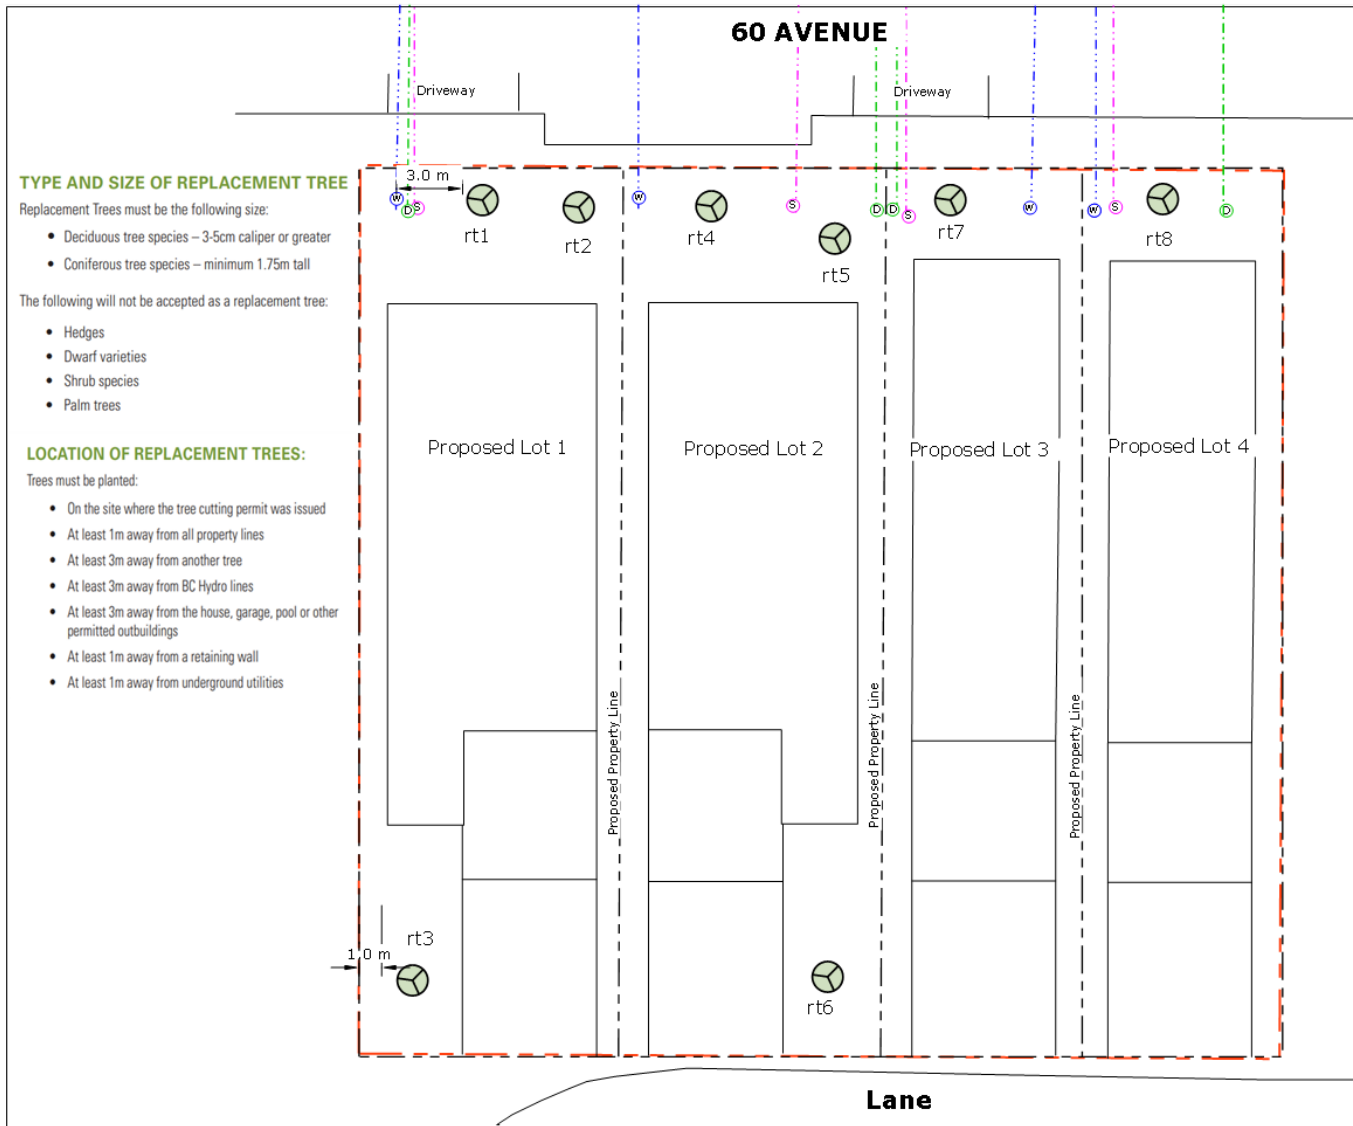 60 AVENUE
Driveway
Driveway
TYPE AND SIZE OF REPLACEMENT TREE
Replacement Trees must be the following size:
• Deciduous tree species – 3-5cm caliper or greater
• Coniferous tree species – minimum 1.75m tall
The following will not be accepted as a replacement tree:
• Hedges
• Dwarf varieties
• Shrub species
• Palm trees
LOCATION OF REPLACEMENT TREES:
Trees must be planted:
• On the site where the tree cutting permit was issued
• At least 1m away from all property lines
• At least 3m away from another tree
• At least 3m away from BC Hydro lines
• At least 3m away from the house, garage, pool or other
permitted outbuildings
• At least 1m away from a retaining wall
• At least 1m away from underground utilities
3.0 m
W
D
S
rt1
rt2
W
rt4
S
rt5
D
D
S
rt7
W
W
S
rt8
D
Proposed Lot 1
Proposed Lot 2
Proposed Lot 3
Proposed Lot 4
Proposed Property Line
Proposed Property Line
Proposed Property Line
1.0 m
rt3
rt6
Lane